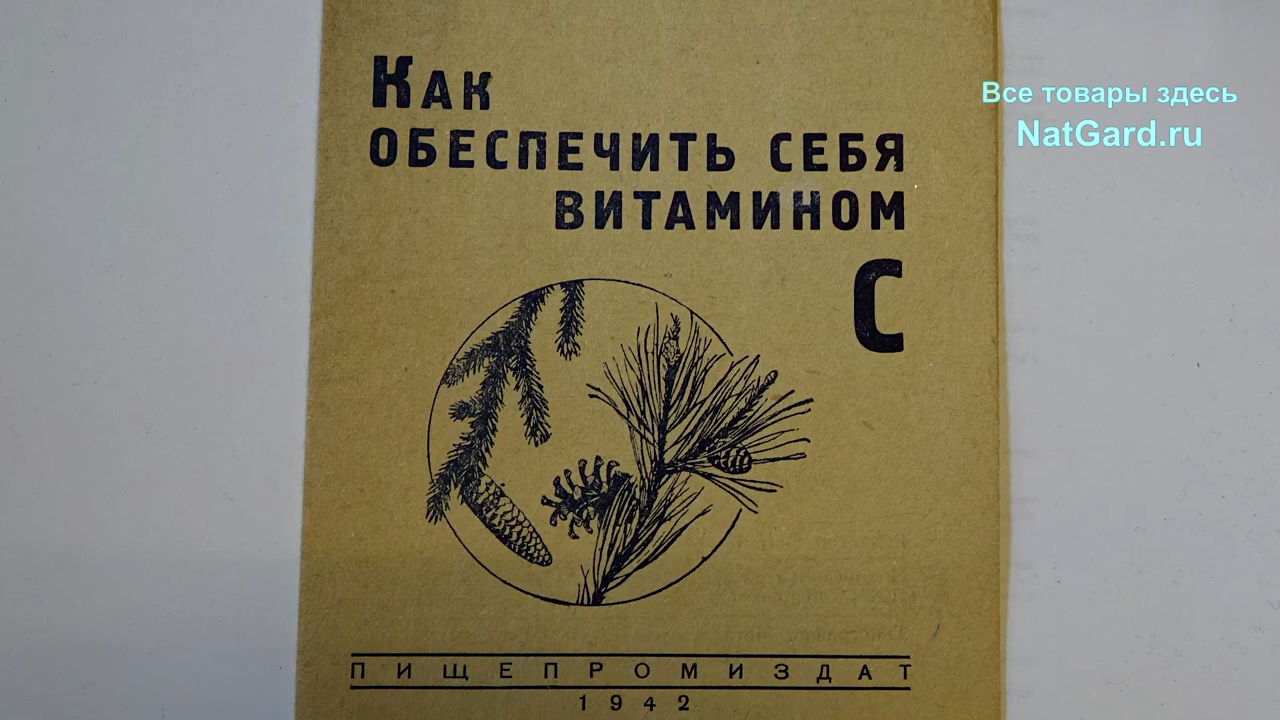 Как
обеспечить себя
витамином
С
ПИЩЕПРОМИЗДАТ
1942
Все товары здесь
NatGard.ru